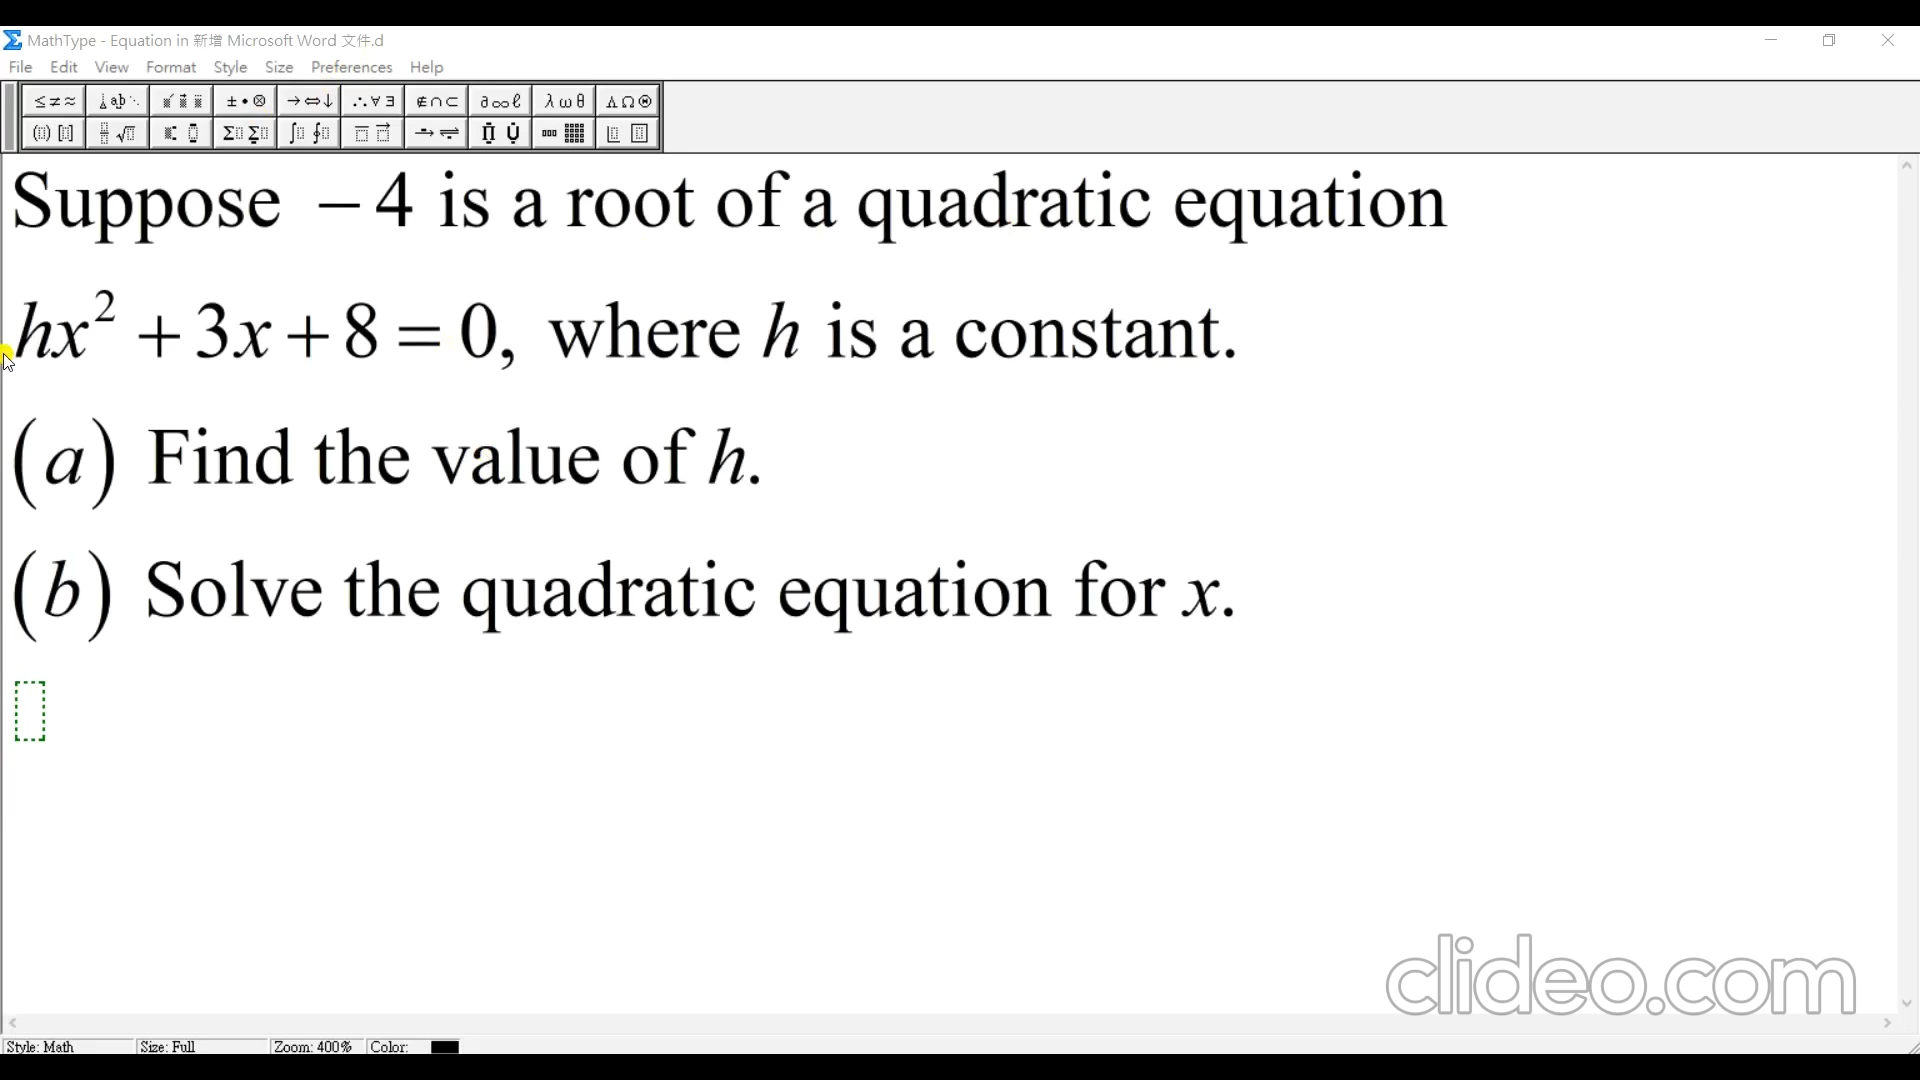 MathType - Equation in 新增 Microsoft Word 文件.d
File Edit View Format Style Size Preferences Help
Suppose −4 is a root of a quadratic equation
hx² + 3x + 8 = 0, where h is a constant.
(a) Find the value of h.
(b) Solve the quadratic equation for x.
clideo.com
Style: Math Size: Full Zoom: 400% Color: